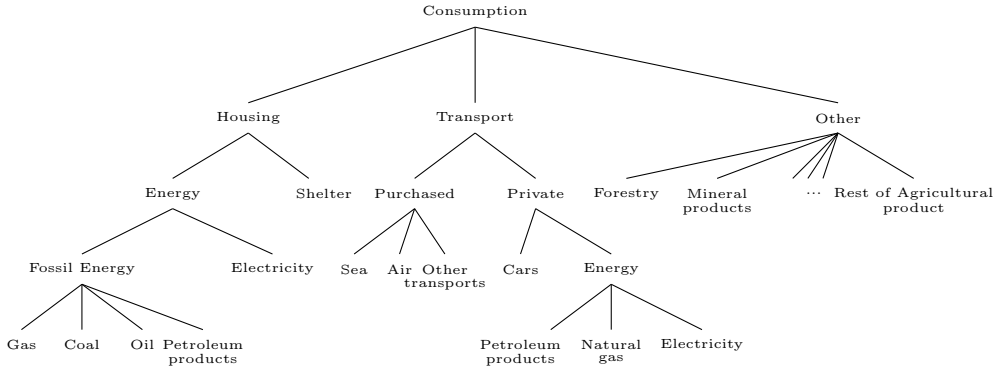 Consumption
Housing Transport Other
Energy Shelter Purchased Private Forestry Mineral products ... Rest of Agricultural product
Fossil Energy Electricity Sea Air Other transports Cars Energy
Gas Coal Oil Petroleum products Petroleum products Natural gas Electricity